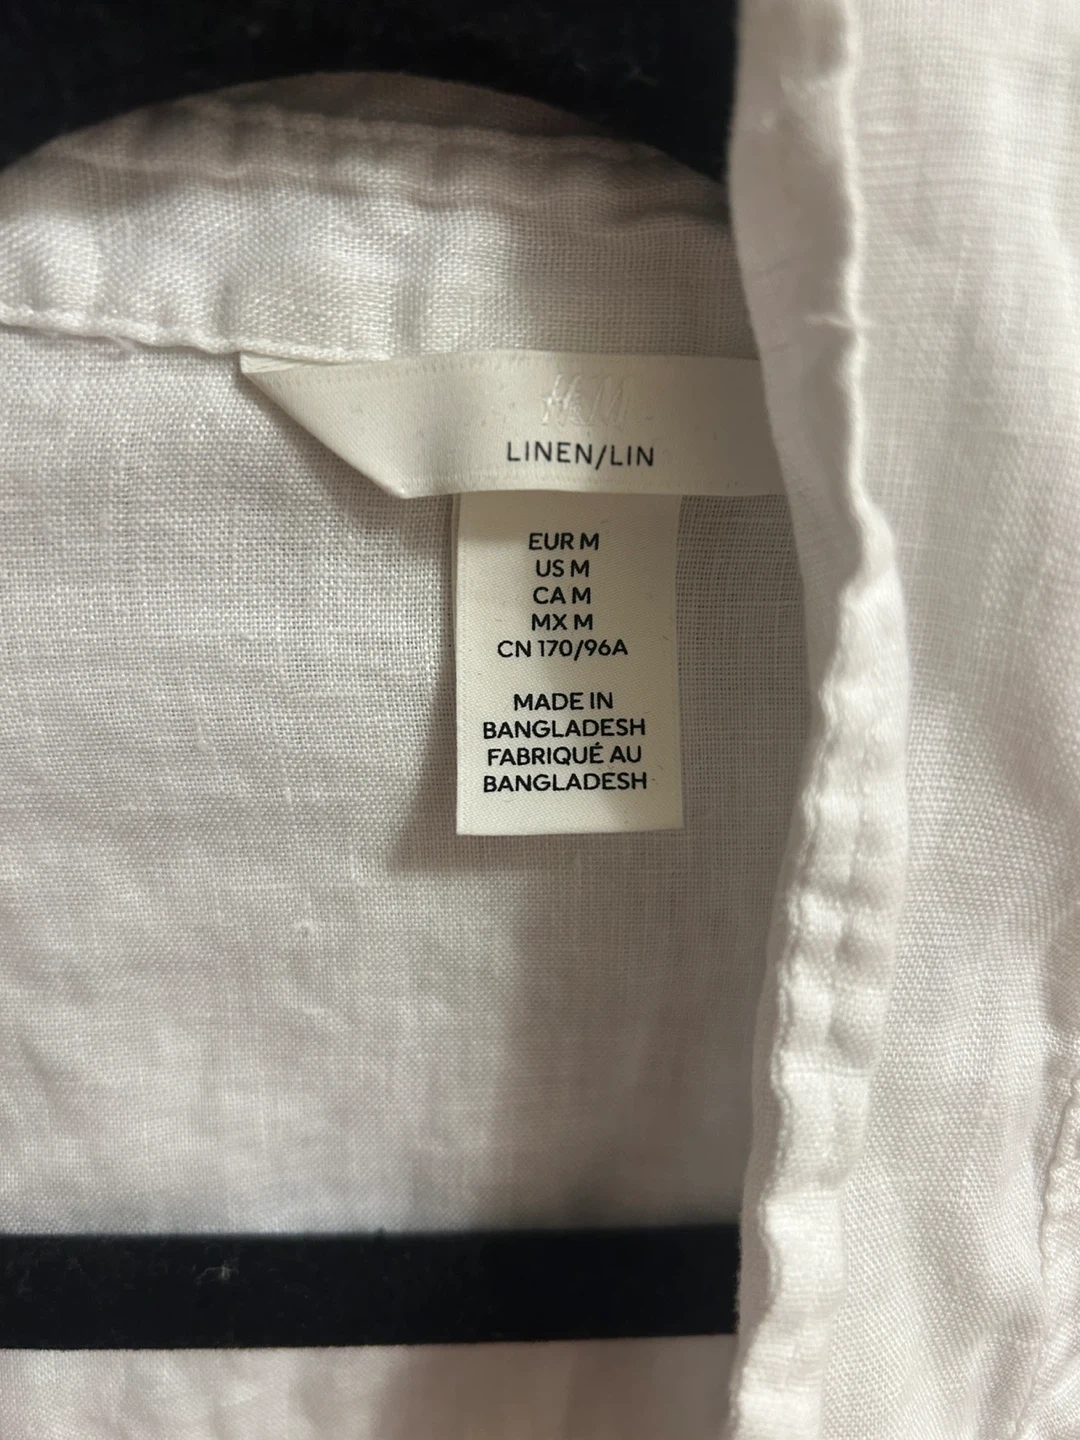 H&M
LINEN/LIN
EUR M
US M
CA M
MX M
CN 170/96A
MADE IN
BANGLADESH
FABRIQUÉ AU
BANGLADESH